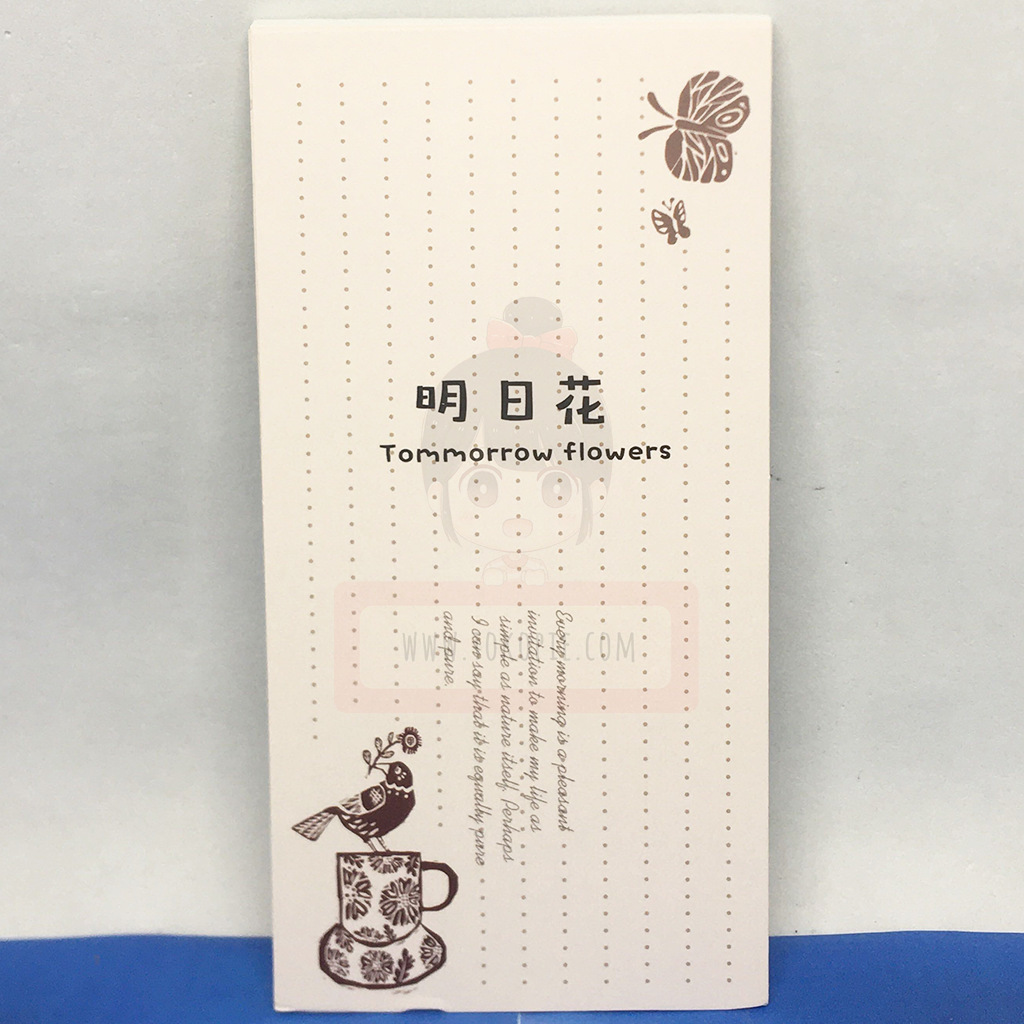 明日花
Tommorrow flowers
Every morning is a pleasant
invitation to make my life as
simple as nature itself. Perhaps
I can say that it is equally pure
and pure.